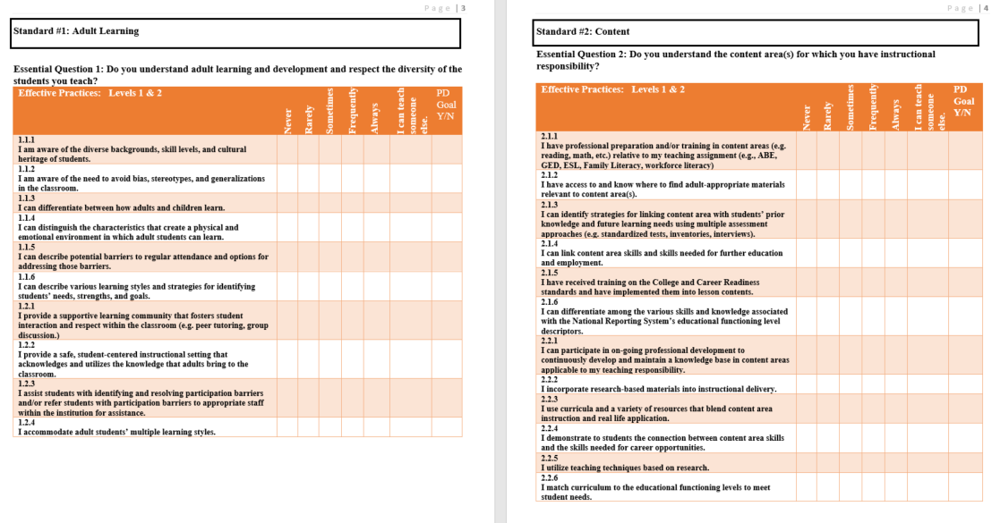 Page | 3
Standard #1: Adult Learning
Essential Question 1: Do you understand adult learning and development and respect the diversity of the
students you teach?
Effective Practices: Levels 1 & 2
Never
Rarely
Sometimes
Frequently
Always
I can teach
someone
else.
PD
Goal
Y/N
1.1.1
I am aware of the diverse backgrounds, skill levels, and cultural
heritage of students.
1.1.2
I am aware of the need to avoid bias, stereotypes, and generalizations
in the classroom.
1.1.3
I can differentiate between how adults and children learn.
1.1.4
I can distinguish the characteristics that create a physical and
emotional environment in which adult students can learn.
1.1.5
I can describe potential barriers to regular attendance and options for
addressing those barriers.
1.1.6
I can describe various learning styles and strategies for identifying
students' needs, strengths, and goals.
1.2.1
I provide a supportive learning community that fosters student
interaction and respect within the classroom (e.g. peer tutoring, group
discussion.)
1.2.2
I provide a safe, student-centered instructional setting that
acknowledges and utilizes the knowledge that adults bring to the
classroom.
1.2.3
I assist students with identifying and resolving participation barriers
and/or refer students with participation barriers to appropriate staff
within the institution for assistance.
1.2.4
I accommodate adult students' multiple learning styles.
Page | 4
Standard #2: Content
Essential Question 2: Do you understand the content area(s) for which you have instructional
responsibility?
Effective Practices: Levels 1 & 2
Never
Rarely
Sometimes
Frequently
Always
I can teach
someone
else.
PD
Goal
Y/N
2.1.1
I have professional preparation and/or training in content areas (e.g.
reading, math, etc.) relative to my teaching assignment (e.g., ABE,
GED, ESL, Family Literacy, workforce literacy)
2.1.2
I have access to and know where to find adult-appropriate materials
relevant to content area(s).
2.1.3
I can identify strategies for linking content area with students' prior
knowledge and future learning needs using multiple assessment
approaches (e.g. standardized tests, inventories, interviews).
2.1.4
I can link content area skills and skills needed for further education
and employment.
2.1.5
I have received training on the College and Career Readiness
standards and have implemented them into lesson contents.
2.1.6
I can differentiate among the various skills and knowledge associated
with the National Reporting System's educational functioning level
descriptors.
2.2.1
I can participate in on-going professional development to
continuously develop and maintain a knowledge base in content areas
applicable to my teaching responsibility.
2.2.2
I incorporate research-based materials into instructional delivery.
2.2.3
I use curricula and a variety of resources that blend content area
instruction and real life application.
2.2.4
I demonstrate to students the connection between content area skills
and the skills needed for career opportunities.
2.2.5
I utilize teaching techniques based on research.
2.2.6
I match curriculum to the educational functioning levels to meet
student needs.